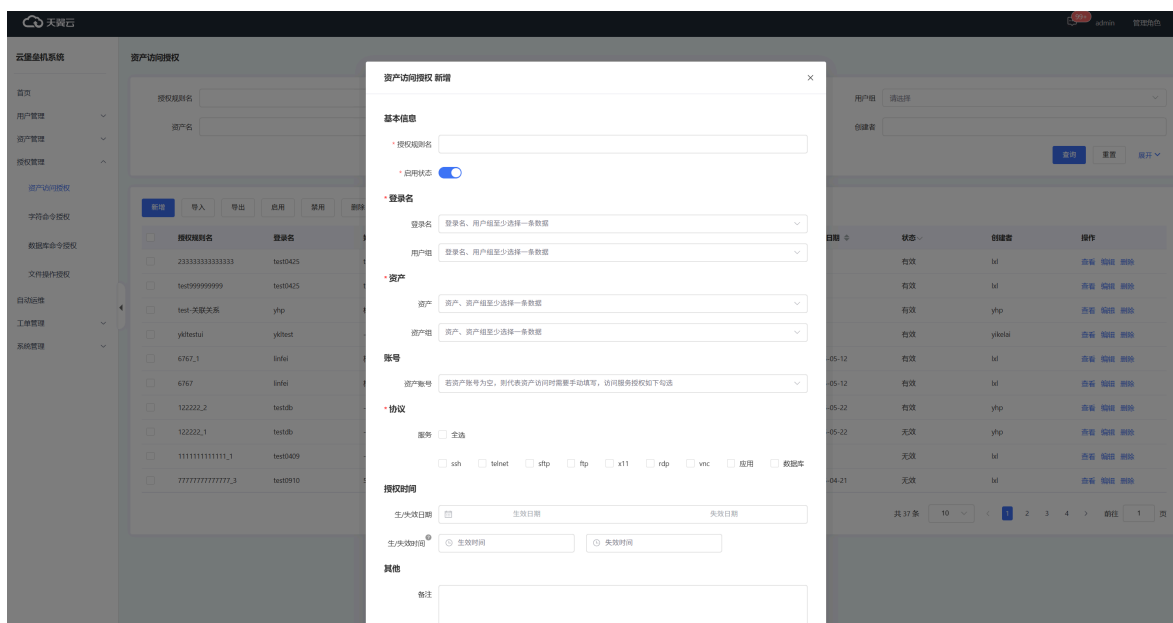 天翼云
99+ admin 管理角色
云堡垒机系统
首页
用户管理
资产管理
授权管理
资产访问授权
字符命令授权
数据库命令授权
文件操作授权
自动运维
工单管理
系统管理
资产访问授权
授权规则名
资产名
用户组 请选择
创建者
查询 重置 展开
新增 导入 导出 启用 禁用 删除
授权规则名 登录名
日期 状态 创建者 操作
233333333333333 test0425 有效 lxl 查看 编辑 删除
test999999999 test0425 有效 lxl 查看 编辑 删除
test-关联关系 yhp 有效 yhp 查看 编辑 删除
ykltestui ykltest 有效 yikelai 查看 编辑 删除
6767_1 linfei -05-12 有效 lxl 查看 编辑 删除
6767 linfei -05-12 有效 lxl 查看 编辑 删除
122222_2 testdb -05-22 有效 yhp 查看 编辑 删除
122222_1 testdb -05-22 无效 yhp 查看 编辑 删除
1111111111111_1 test0409 无效 lxl 查看 编辑 删除
77777777777777_3 test0910 -04-21 无效 lxl 查看 编辑 删除
共 37 条 10 1 2 3 4 前往 1 页
资产访问授权 新增
基本信息
* 授权规则名
* 启用状态
* 登录名
登录名 登录名、用户组至少选择一条数据
用户组 登录名、用户组至少选择一条数据
* 资产
资产 资产、资产组至少选择一条数据
资产组 资产、资产组至少选择一条数据
账号
资产账号 若资产账号为空，则代表资产访问时需要手动填写，访问服务授权如下勾选
* 协议
服务 全选
ssh telnet sftp ftp x11 rdp vnc 应用 数据库
授权时间
生/失效日期 生效日期 失效日期
生/失效时间 生效时间 失效时间
其他
备注